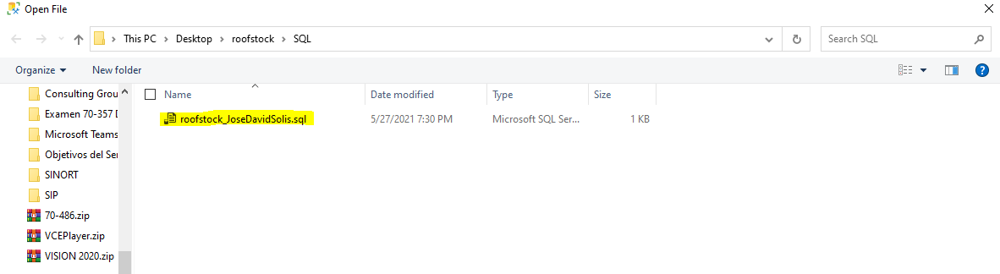 Open File
This PC > Desktop > roofstock > SQL
Search SQL
Organize
New folder
Name
Date modified
Type
Size
Consulting Grou
Examen 70-357 D
Microsoft Teams
Objetivos del Ser
SINORT
SIP
70-486.zip
VCEPlayer.zip
VISION 2020.zip
roofstock_JoseDavidSolis.sql
5/27/2021 7:30 PM
Microsoft SQL Ser...
1 KB